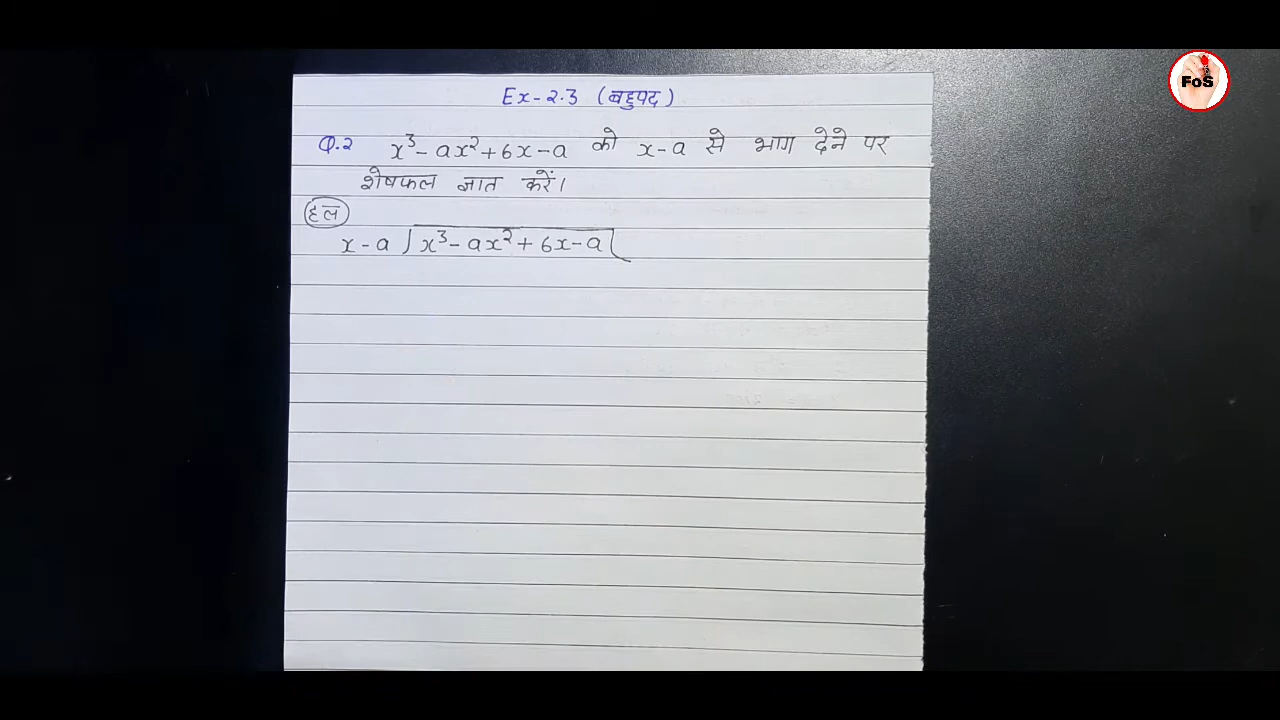 FoS
Ex-2.3 (बहुपद)
Q.2 x³-ax²+6x-a को x-a से भाग देने पर
शेषफल ज्ञात करें।
हल
x-a ) x³-ax²+6x-a (